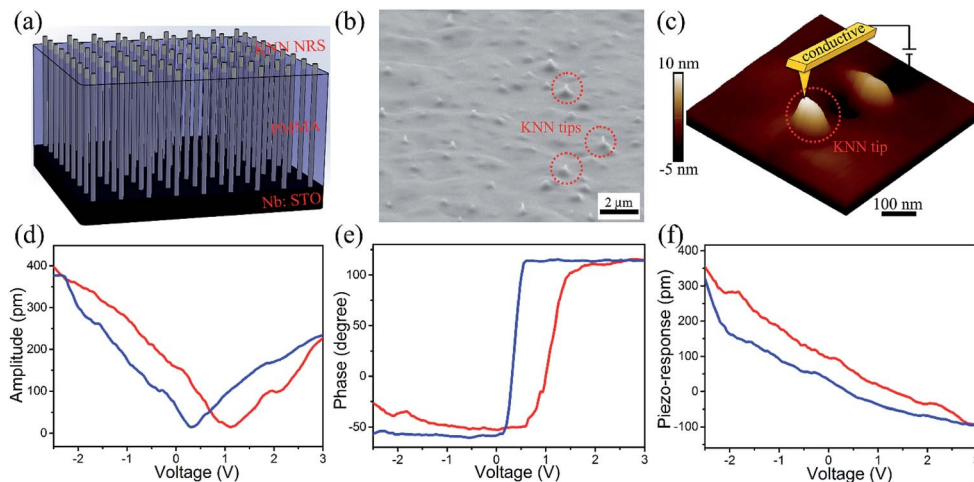 (a)
KNN NRS
PMMA
Nb: STO
(b)
KNN tips
2 μm
(c)
10 nm
-5 nm
conductive
KNN tip
100 nm
(d)
400
300
200
100
0
Amplitude (pm)
-2
-1
0
1
2
3
Voltage (V)
(e)
100
50
0
-50
Phase (degree)
-2
-1
0
1
2
3
Voltage (V)
(f)
400
300
200
100
0
-100
Piezo-response (pm)
-2
-1
0
1
2
3
Voltage (V)